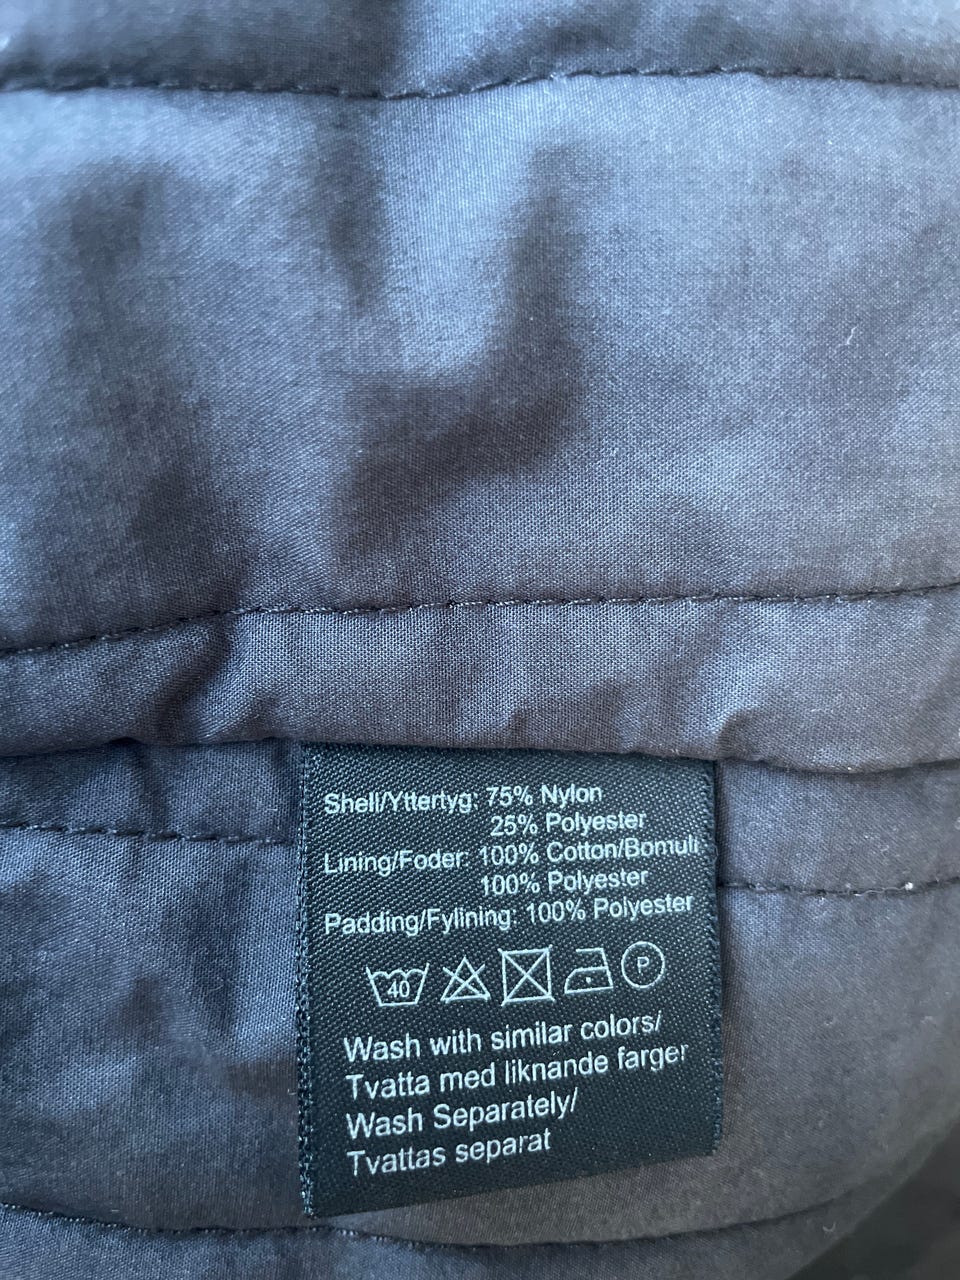 Shell/Yttertyg: 75% Nylon
25% Polyester
Lining/Foder: 100% Cotton/Bomull
100% Polyester
Padding/Fylining: 100% Polyester
40 P
Wash with similar colors/
Tvatta med liknande farger
Wash Separately/
Tvattas separat